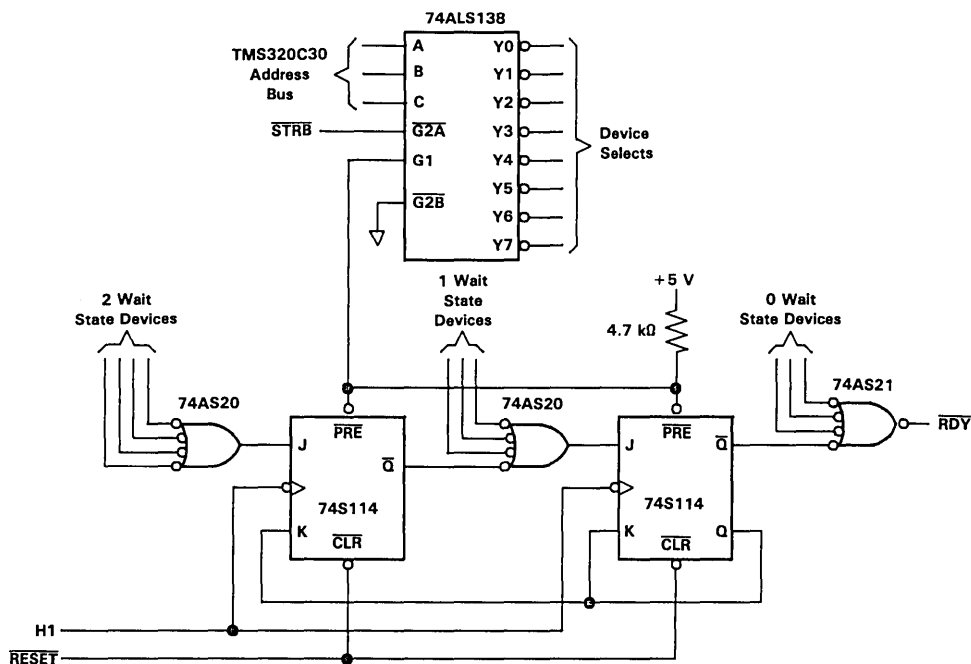 74ALS138
TMS320C30
Address
Bus
A
B
C
STRB
G2A
G1
G2B
Y0
Y1
Y2
Y3
Y4
Y5
Y6
Y7
Device
Selects
2 Wait
State Devices
1 Wait
State
Devices
+5 V
4.7 kΩ
0 Wait
State Devices
74AS20
74AS20
74AS21
PRE
J
Q
74S114
K
CLR
PRE
J
Q
74S114
K
Q
CLR
RDY
H1
RESET